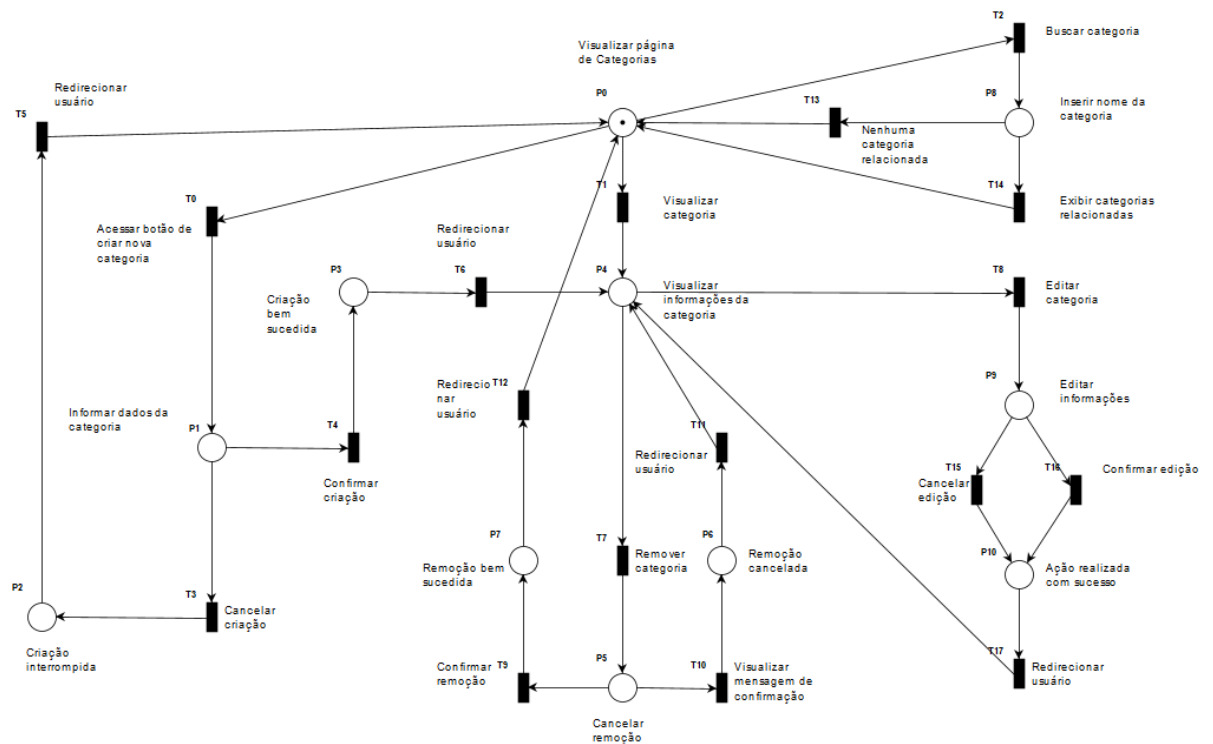 T2
Buscar categoria
Visualizar página
de Categorias
Redirecionar
usuário
T5
P0
T13
P8
Inserir nome da
categoria
Nenhuma
categoria
relacionada
T1
T14
Visualizar
categoria
Exibir categorias
relacionadas
T0
Acessar botão de
criar nova
categoria
Redirecionar
usuário
P3
T6
P4
T8
Criação
bem
sucedida
Visualizar
informações da
categoria
Editar
categoria
P9
Editar
informações
Redirecio
nar
usuário
T12
Informar dados da
categoria
P1
T4
T11
Redirecionar
usuário
Confirmar
criação
T15
Cancelar
edição
T16
Confirmar edição
P7
Remoção bem
sucedida
T7
Remover
categoria
P6
Remoção
cancelada
P10
Ação realizada
com sucesso
P2
T3
Cancelar
criação
Criação
interrompida
Confirmar
remoção
T9
P5
T10
Visualizar
mensagem de
confirmação
T17
Redirecionar
usuário
Cancelar
remoção